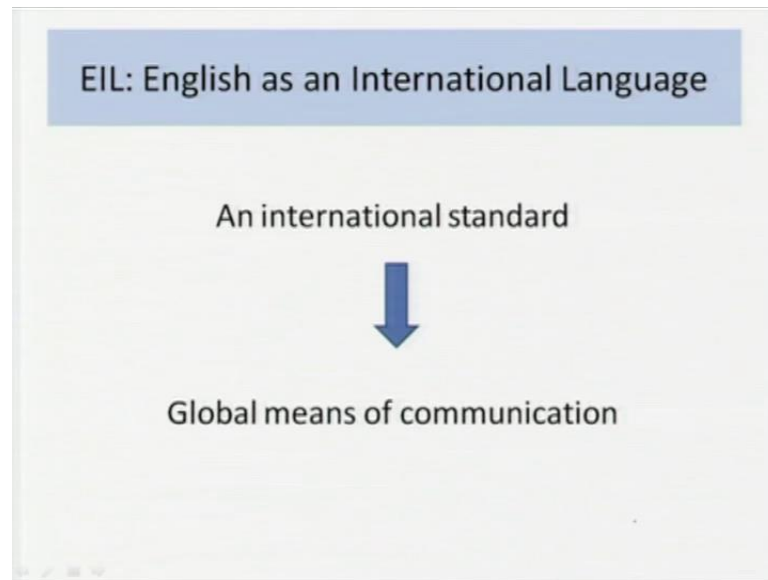 EIL: English as an International Language
An international standard
Global means of communication